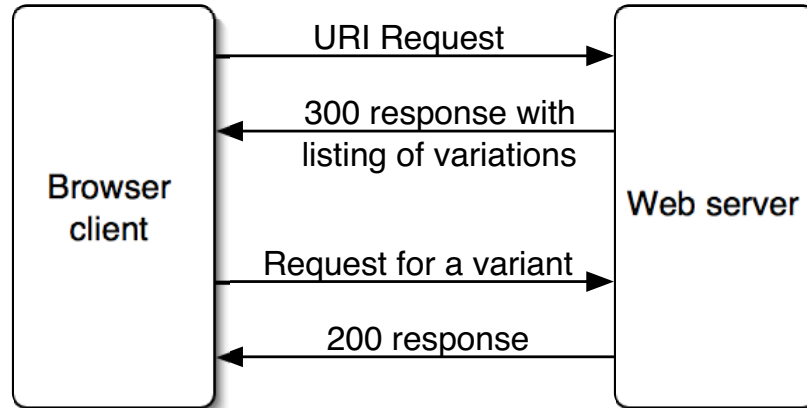 URI Request
300 response with
listing of variations
Browser
client
Web server
Request for a variant
200 response